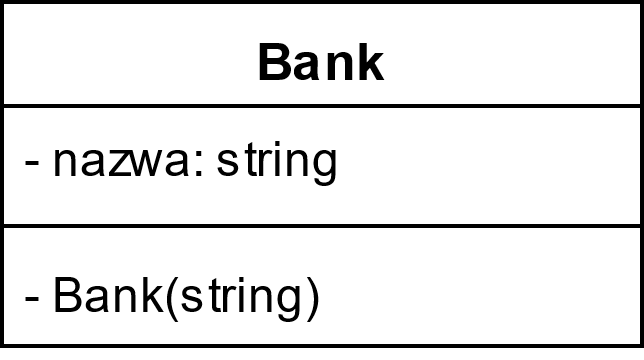 Bank
- nazwa: string
- Bank(string)